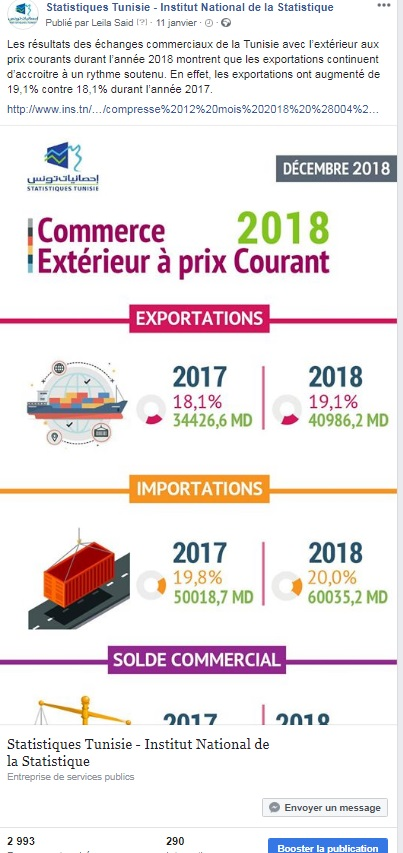 Statistiques Tunisie - Institut National de la Statistique
Publié par Leila Said [?] · 11 janvier ·
Les résultats des échanges commerciaux de la Tunisie avec l'extérieur aux
prix courants durant l'année 2018 montrent que les exportations continuent
d'accroitre à un rythme soutenu. En effet, les exportations ont augmenté de
19,1% contre 18,1% durant l'année 2017.
http://www.ins.tn/.../compresse%2012%20mois%202018%20%28004%2...
إحصائيات تونس
STATISTIQUES TUNISIE
DÉCEMBRE 2018
Commerce 2018
Extérieur à prix Courant
EXPORTATIONS
2017 2018
18,1% 19,1%
34426,6 MD 40986,2 MD
IMPORTATIONS
2017 2018
19,8% 20,0%
50018,7 MD 60035,2 MD
SOLDE COMMERCIAL
2017 2018
Statistiques Tunisie - Institut National de
la Statistique
Entreprise de services publics
Envoyer un message
2 993 290
Booster la publication